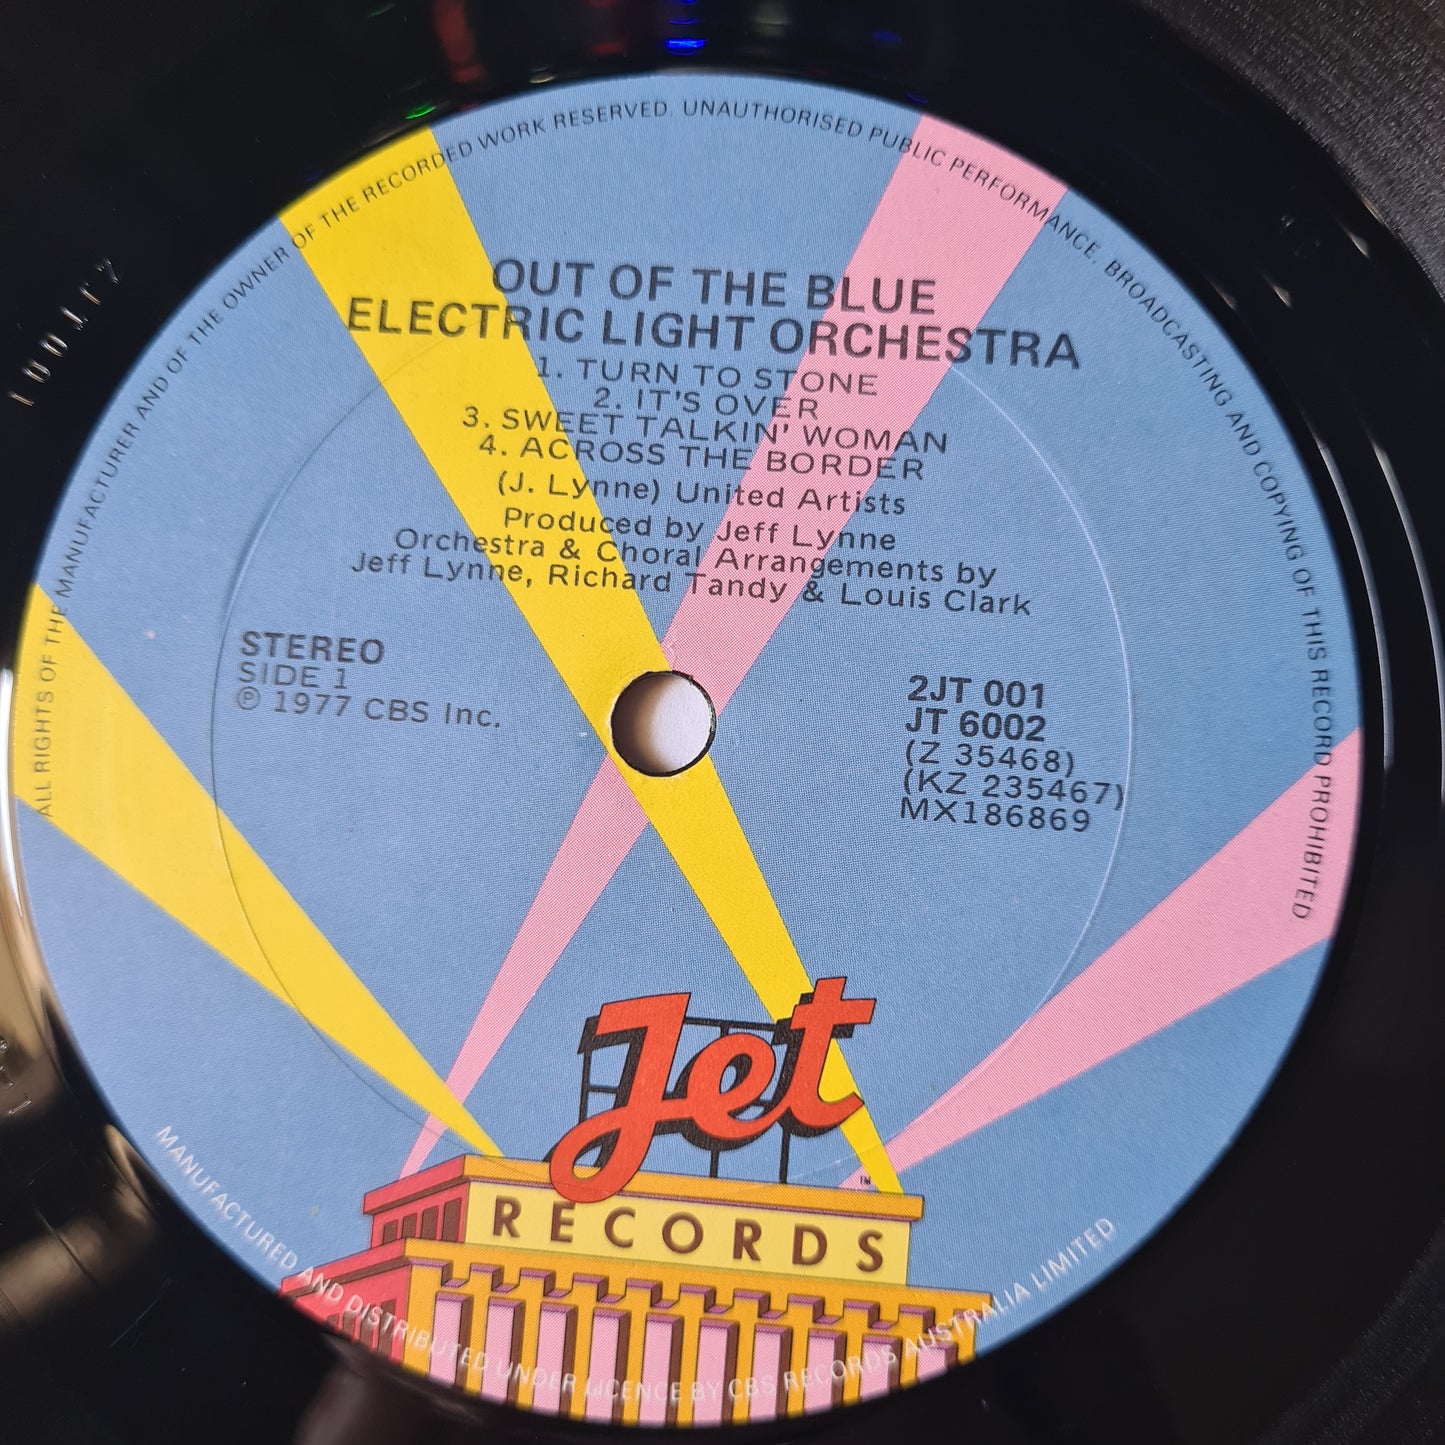 ALL RIGHTS OF THE MANUFACTURER AND OF THE OWNER OF THE RECORDED WORK RESERVED. UNAUTHORISED PUBLIC PERFORMANCE, BROADCASTING AND COPYING OF THIS RECORD PROHIBITED
OUT OF THE BLUE
ELECTRIC LIGHT ORCHESTRA
1. TURN TO STONE
2. IT'S OVER
3. SWEET TALKIN' WOMAN
4. ACROSS THE BORDER
(J. Lynne) United Artists
Produced by Jeff Lynne
Orchestra & Choral Arrangements by
Jeff Lynne, Richard Tandy & Louis Clark
STEREO
SIDE 1
℗ 1977 CBS Inc.
2JT 001
JT 6002
(Z 35468)
(KZ 235467)
MX186869
Jet
TM
RECORDS
MANUFACTURED AND DISTRIBUTED UNDER LICENCE BY CBS RECORDS AUSTRALIA LIMITED